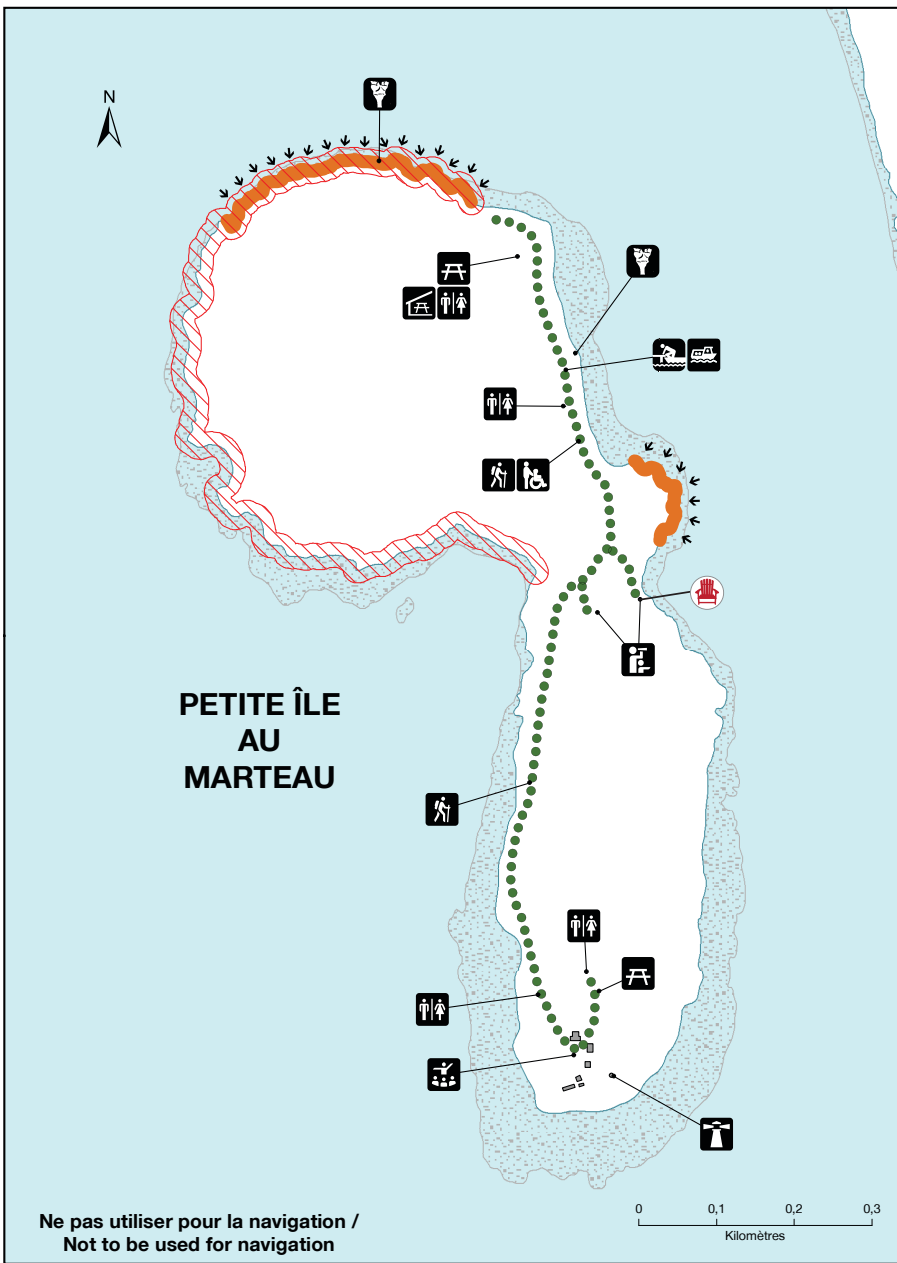 N
PETITE ÎLE
AU
MARTEAU
Ne pas utiliser pour la navigation /
Not to be used for navigation
0 0,1 0,2 0,3
Kilomètres